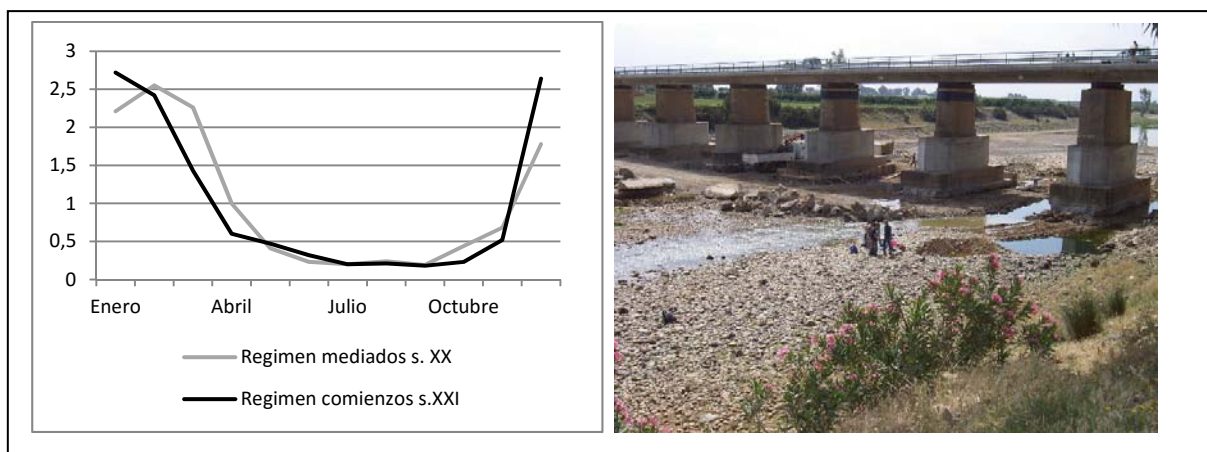 3
2,5
2
1,5
1
0,5
0
Enero Abril Julio Octubre
Regimen mediados s. XX
Regimen comienzos s.XXI